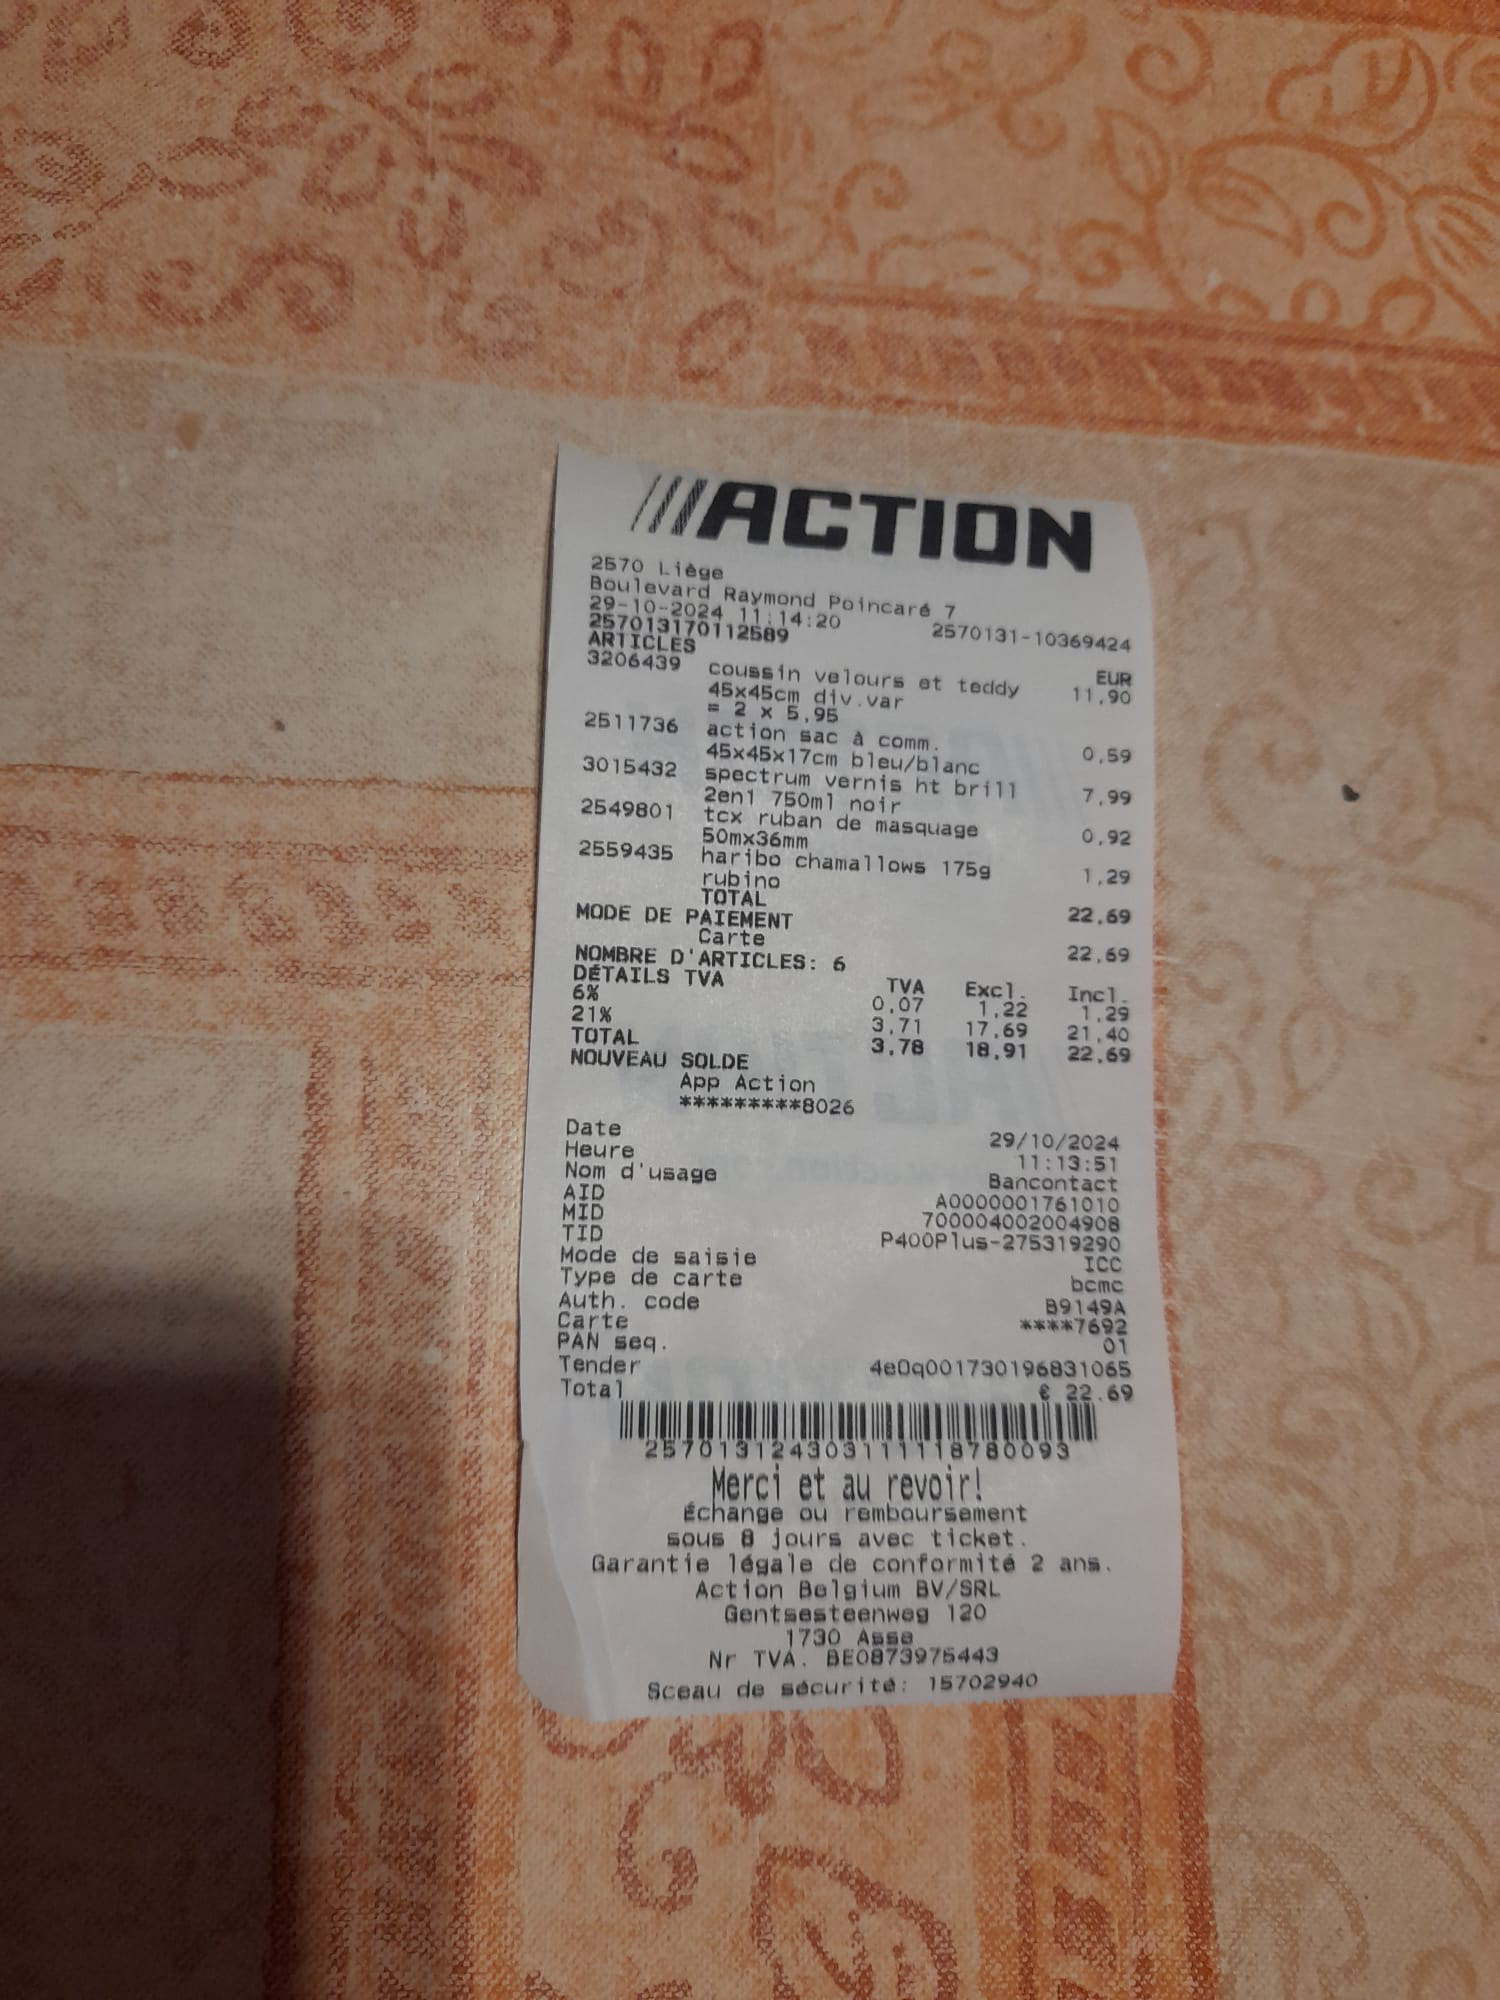 ///ACTION
2570 Liège
Boulevard Raymond Poincaré 7
29-10-2024 11:14:20 2570131-10369424
257013170112589
ARTICLES EUR
3206439 coussin velours et teddy 11,90
45x45cm div.var
= 2 x 5,95
2511736 action sac à comm. 0,59
45x45x17cm bleu/blanc
3015432 spectrum vernis ht brill 7,99
2en1 750ml noir
2549801 tcx ruban de masquage 0,92
50mx36mm
2559435 haribo chamallows 175g 1,29
rubino
TOTAL 22,69
MODE DE PAIEMENT
Carte 22,69
NOMBRE D'ARTICLES: 6
DÉTAILS TVA TVA Excl. Incl.
6% 0,07 1,22 1,29
21% 3,71 17,69 21,40
TOTAL 3,78 18,91 22,69
NOUVEAU SOLDE
App Action
*********8026
Date 29/10/2024
Heure 11:13:51
Nom d'usage Bancontact
AID A0000001761010
MID 700004002004908
TID P400Plus-275319290
Mode de saisie ICC
Type de carte bcmc
Auth. code B9149A
Carte ****7692
PAN seq. 01
Tender 4e0q001730196831065
Total € 22.69
2570131243031111118780093
Merci et au revoir!
Échange ou remboursement
sous 8 jours avec ticket.
Garantie légale de conformité 2 ans.
Action Belgium BV/SRL
Gentsesteenweg 120
1730 Asse
Nr TVA. BE0873975443
Sceau de sécurité: 15702940